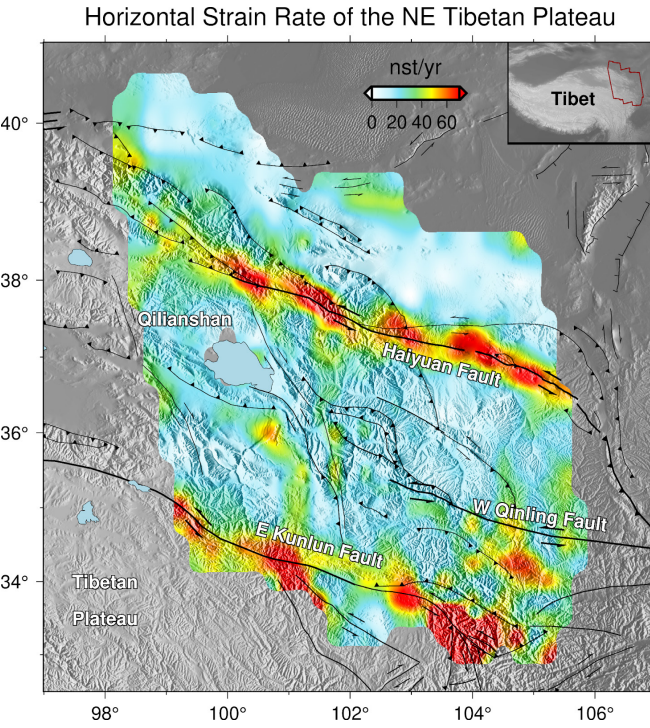 Horizontal Strain Rate of the NE Tibetan Plateau
nst/yr
0 20 40 60
Tibet
40°
38°
36°
34°
Qilianshan
Haiyuan Fault
W Qinling Fault
E Kunlun Fault
Tibetan
Plateau
98° 100° 102° 104° 106°